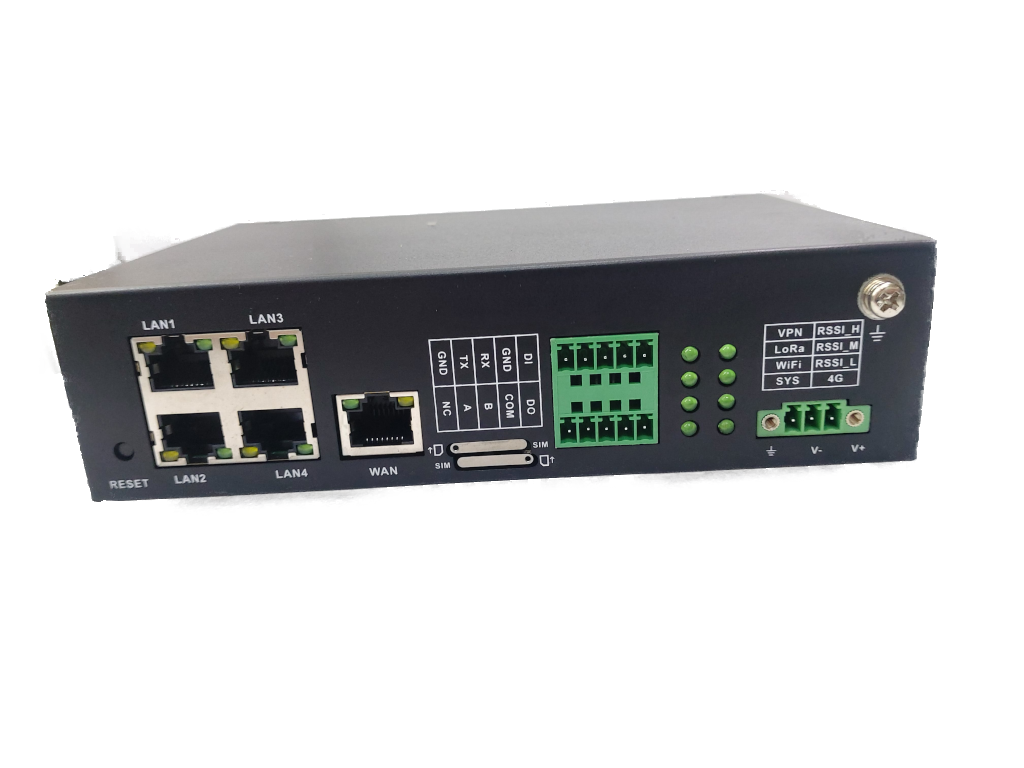 LAN1
LAN3
LAN2
LAN4
RESET
WAN
GND TX RX GND DI
NC A B COM DO
SIM
SIM
VPN RSSI_H
LoRa RSSI_M
WiFi RSSI_L
SYS 4G
V- V+